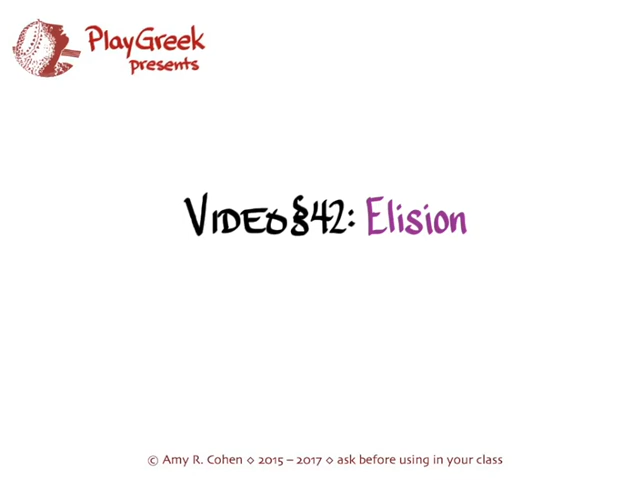 PlayGreek
presents
VIDEO §42: Elision
© Amy R. Cohen ◇ 2015 – 2017 ◇ ask before using in your class